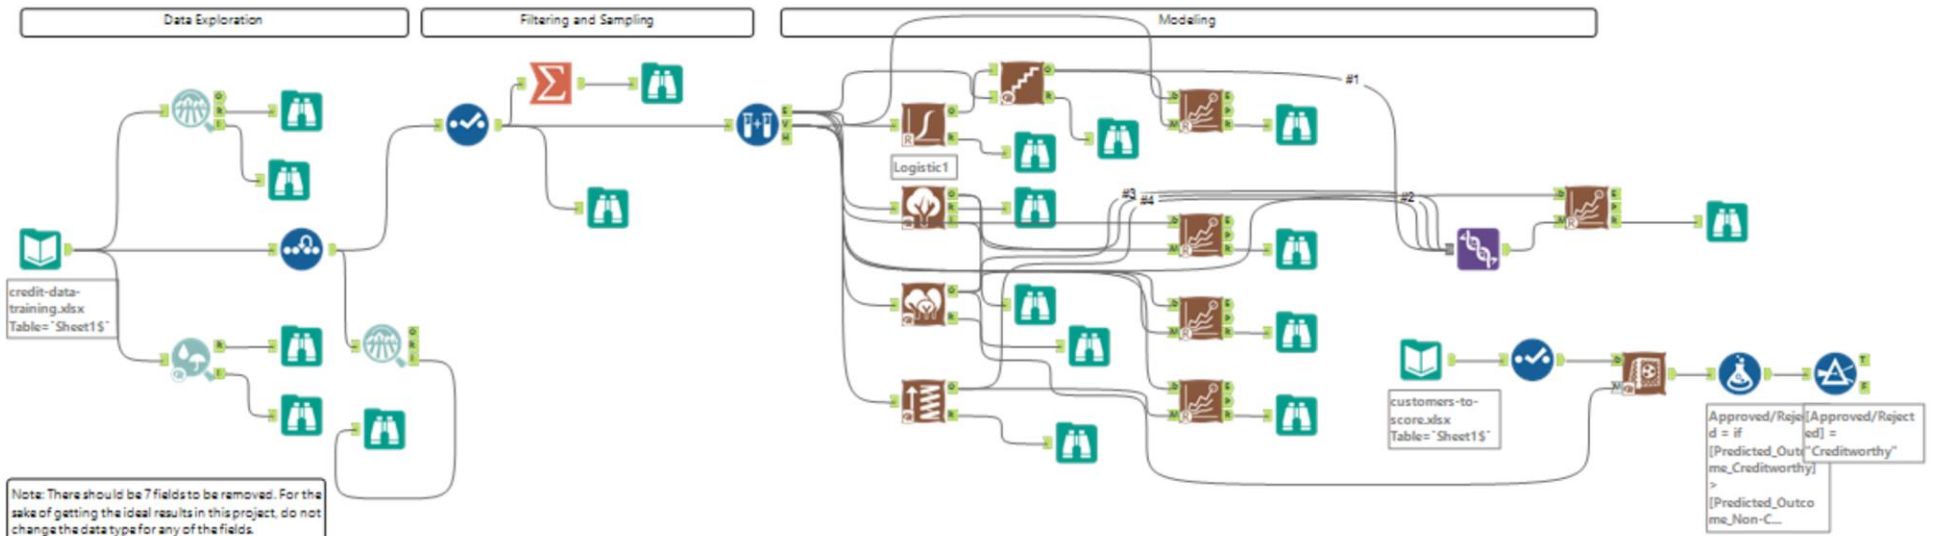 Data Exploration
Filtering and Sampling
Modeling
#1
Logistic1
#3
#4
#2
credit-data-
training.xlsx
Table=`Sheet1$`
customers-to-
score.xlsx
Table=`Sheet1$`
Approved/Reje
d = if
[Predicted_Out
me_Creditworthy]
>
[Predicted_Outco
me_Non-C...
[Approved/Reject
ed] =
"Creditworthy"
Note: There should be 7 fields to be removed. For the
sake of getting the ideal results in this project, do not
change the data type for any of the fields.